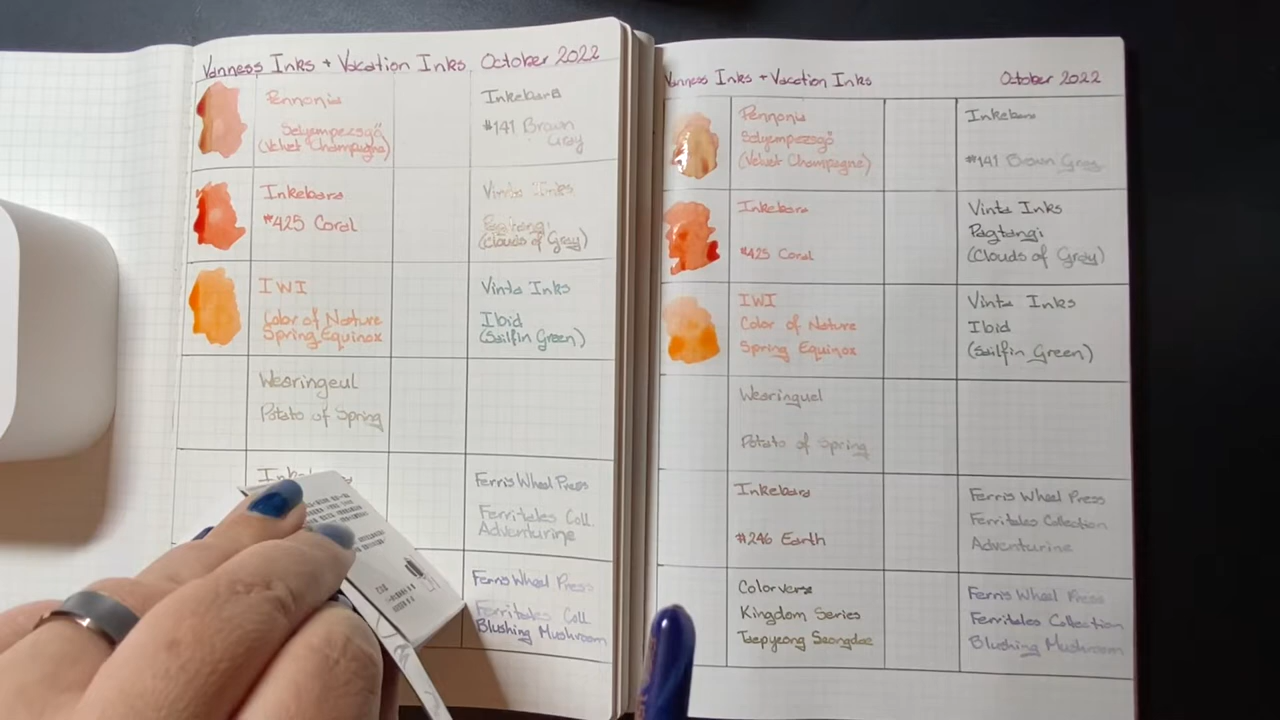 Vanness Inks + Vacation Inks October 2022
Pennonia
Selyempezsgő
(Velvet Champagne)
Inkebara
#141 Brown
Gray
Inkebara
#425 Coral
Vinta Inks
Pagtangi
(Clouds of Gray)
IWI
Color of Nature
Spring Equinox
Vinta Inks
Ibid
(Sailfin Green)
Wearingeul
Potato of Spring
Ferris Wheel Press
Ferritales Coll.
Adventurine
Ferris Wheel Press
Ferritales Coll
Blushing Mushroom
Vanness Inks + Vacation Inks October 2022
Pennonia
Selyempezsgő
(Velvet Champagne)
Inkebara
#141 Brown Gray
Inkebara
#425 Coral
Vinta Inks
Pagtangi
(Clouds of Gray)
IWI
Color of Nature
Spring Equinox
Vinta Inks
Ibid
(Sailfin Green)
Wearinguel
Potato of Spring
Inkebara
#246 Earth
Ferris Wheel Press
Ferritales Collection
Adventurine
Colorverse
Kingdom Series
Taepyeong Seongdae
Ferris Wheel Press
Ferritales Collection
Blushing Mushroom